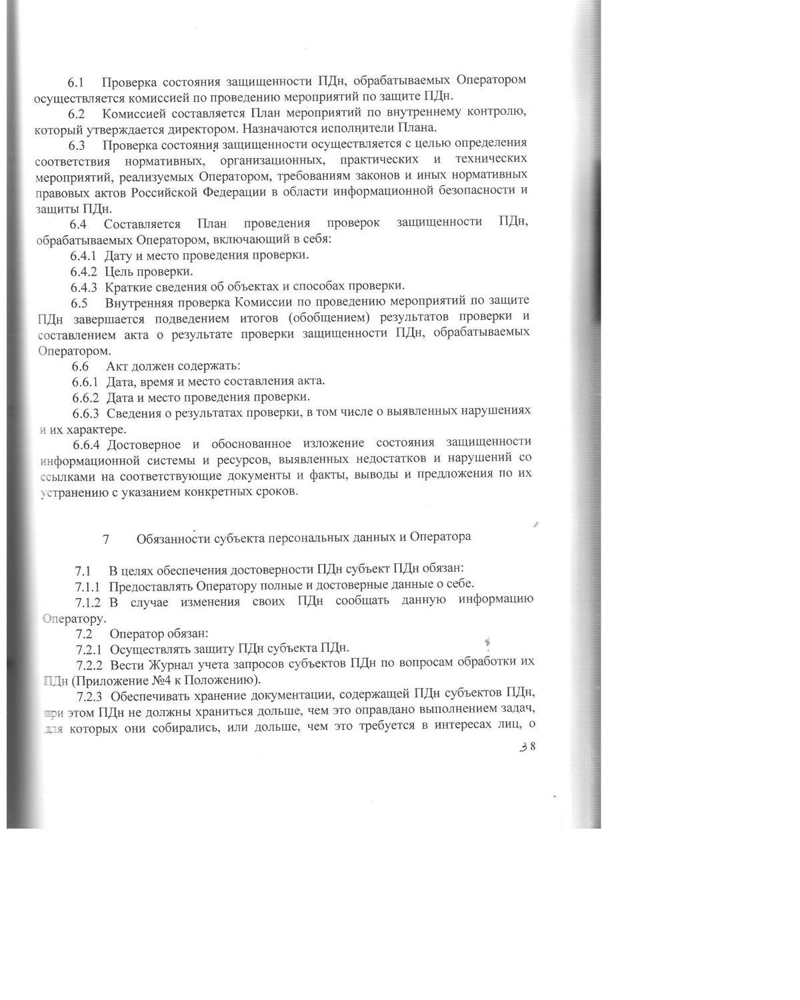 6.1 Проверка состояния защищенности ПДн, обрабатываемых Оператором
осуществляется комиссией по проведению мероприятий по защите ПДн.
6.2 Комиссией составляется План мероприятий по внутреннему контролю,
который утверждается директором. Назначаются исполнители Плана.
6.3 Проверка состояния защищенности осуществляется с целью определения
соответствия нормативных, организационных, практических и технических
мероприятий, реализуемых Оператором, требованиям законов и иных нормативных
правовых актов Российской Федерации в области информационной безопасности и
защиты ПДн.
6.4 Составляется План проведения проверок защищенности ПДн,
обрабатываемых Оператором, включающий в себя:
6.4.1 Дату и место проведения проверки.
6.4.2 Цель проверки.
6.4.3 Краткие сведения об объектах и способах проверки.
6.5 Внутренняя проверка Комиссии по проведению мероприятий по защите
ПДн завершается подведением итогов (обобщением) результатов проверки и
составлением акта о результате проверки защищенности ПДн, обрабатываемых
Оператором.
6.6 Акт должен содержать:
6.6.1 Дата, время и место составления акта.
6.6.2 Дата и место проведения проверки.
6.6.3 Сведения о результатах проверки, в том числе о выявленных нарушениях
и их характере.
6.6.4 Достоверное и обоснованное изложение состояния защищенности
информационной системы и ресурсов, выявленных недостатков и нарушений со
ссылками на соответствующие документы и факты, выводы и предложения по их
устранению с указанием конкретных сроков.
7 Обязанности субъекта персональных данных и Оператора
7.1 В целях обеспечения достоверности ПДн субъект ПДн обязан:
7.1.1 Предоставлять Оператору полные и достоверные данные о себе.
7.1.2 В случае изменения своих ПДн сообщать данную информацию
Оператору.
7.2 Оператор обязан:
7.2.1 Осуществлять защиту ПДн субъекта ПДн.
7.2.2 Вести Журнал учета запросов субъектов ПДн по вопросам обработки их
ПДн (Приложение №4 к Положению).
7.2.3 Обеспечивать хранение документации, содержащей ПДн субъектов ПДн,
при этом ПДн не должны храниться дольше, чем это оправдано выполнением задач,
для которых они собирались, или дольше, чем это требуется в интересах лиц, о
38